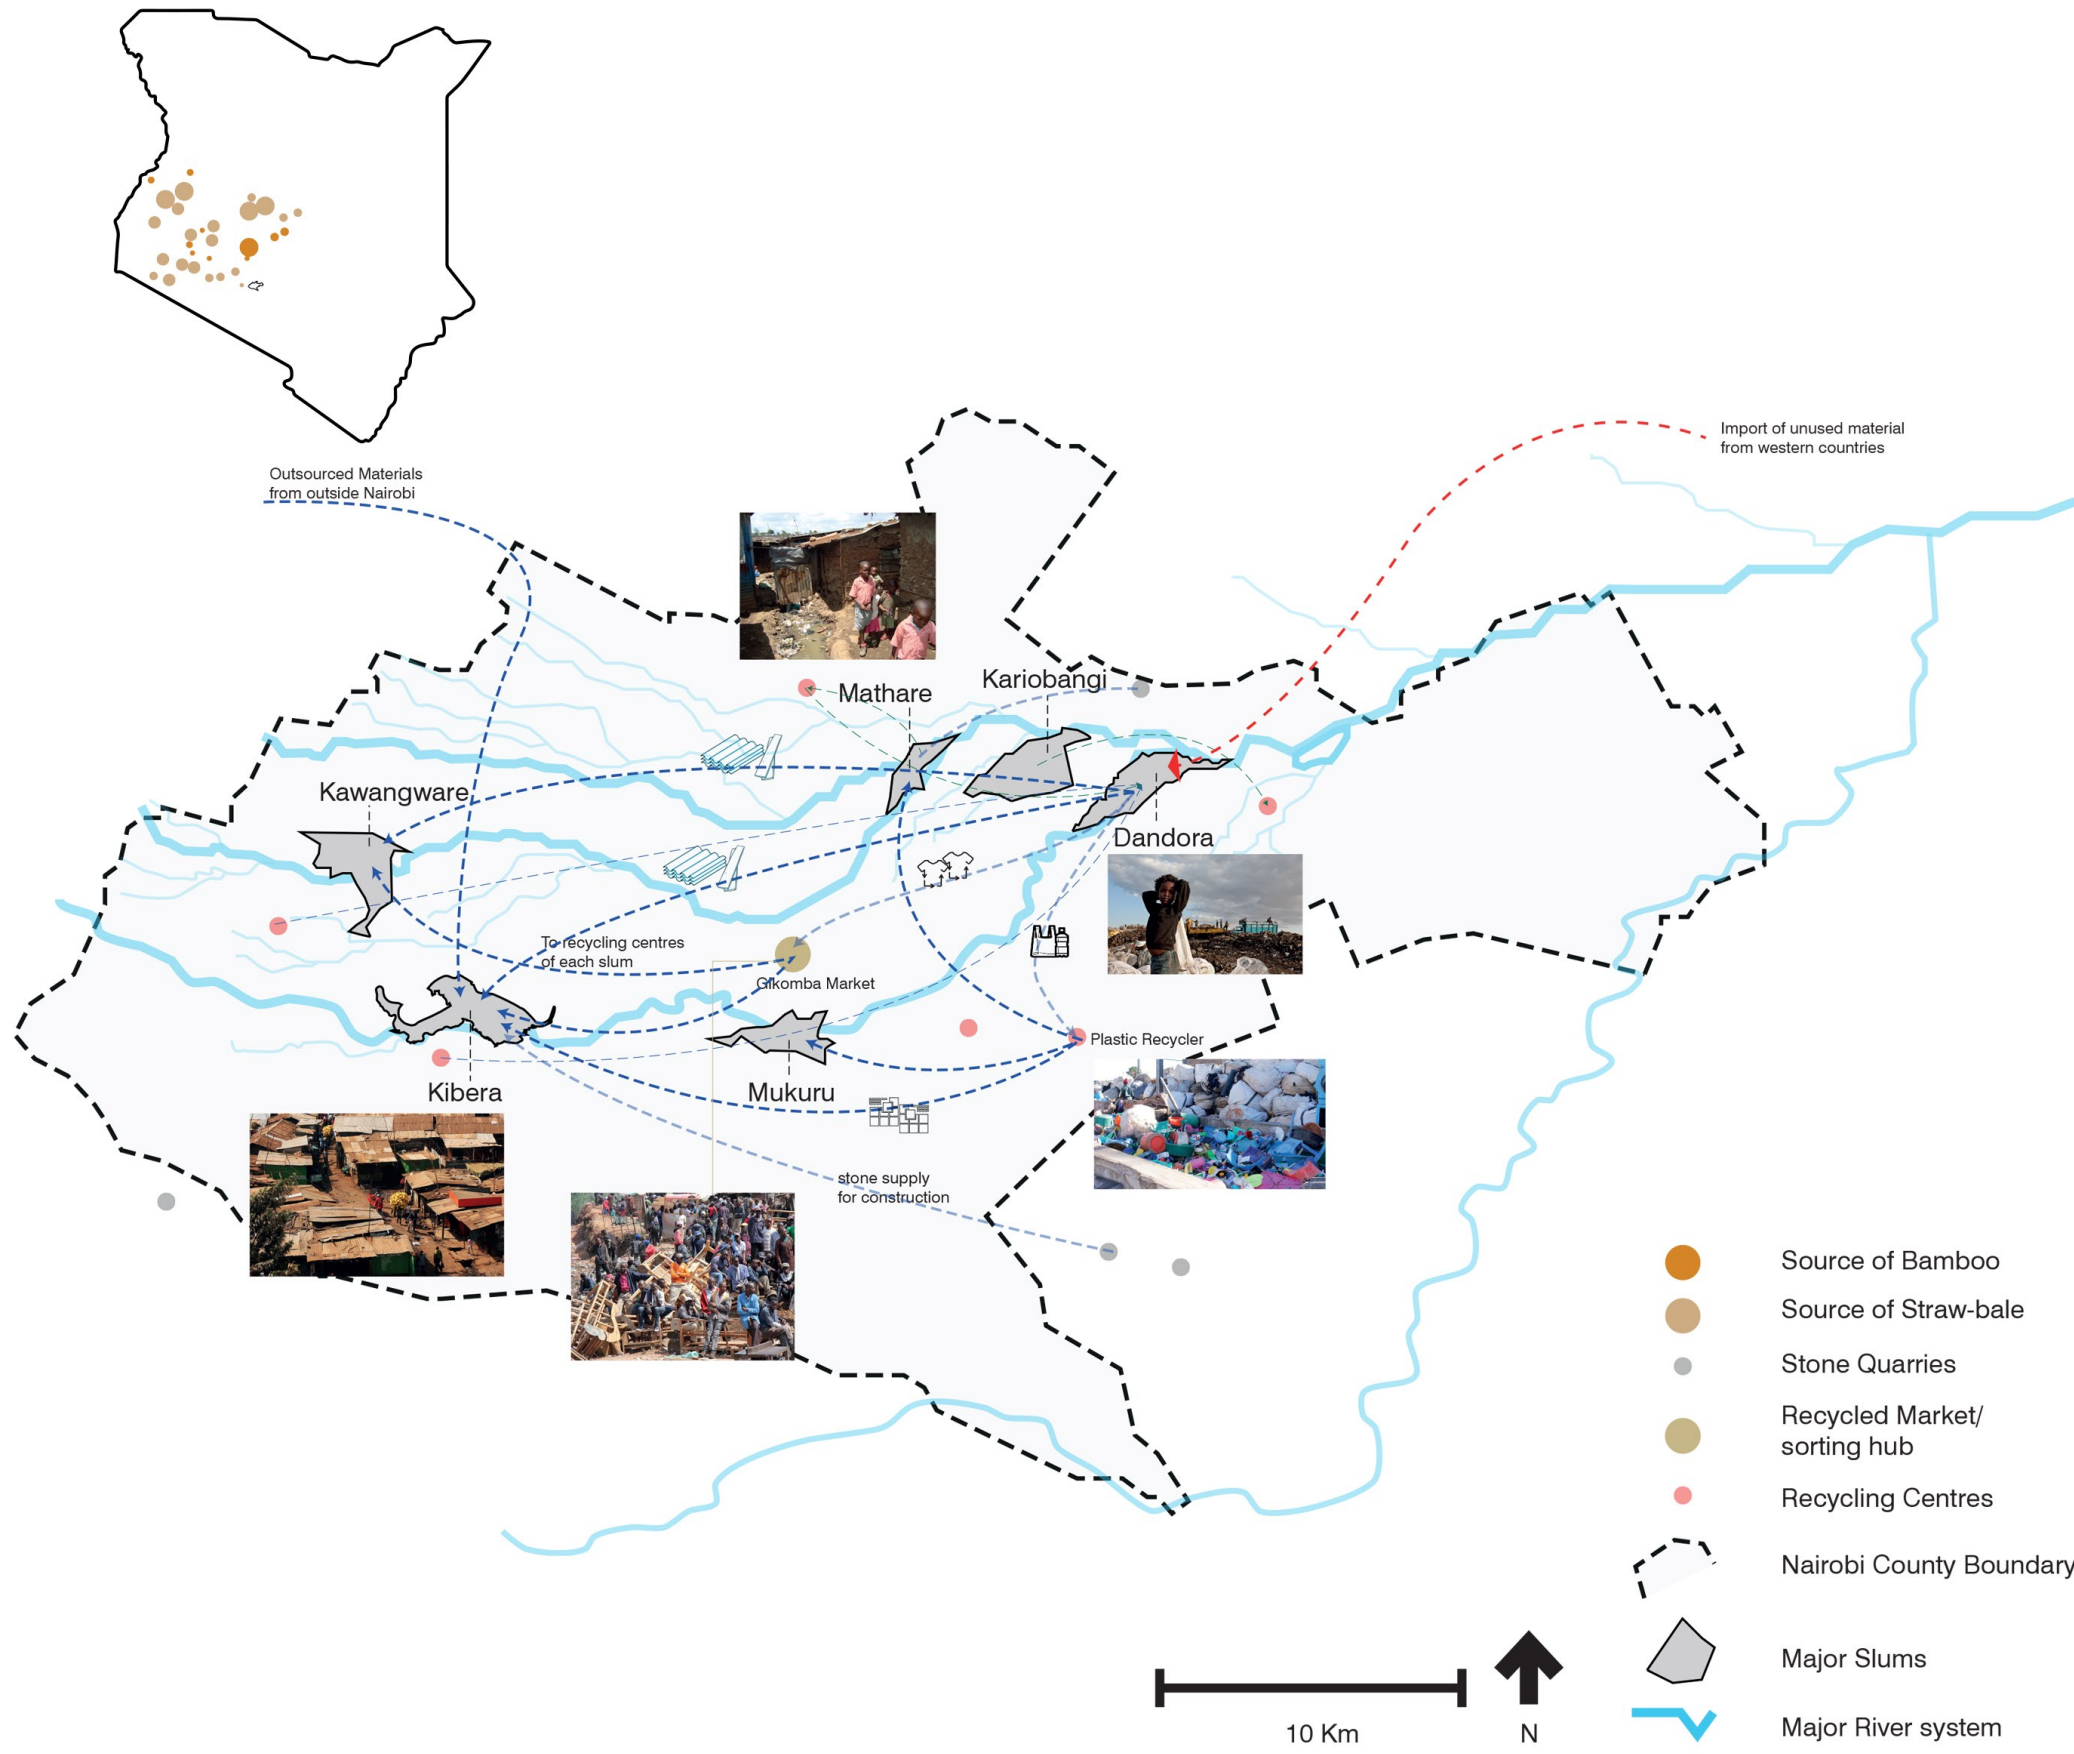 Outsourced Materials
from outside Nairobi
Import of unused material
from western countries
Mathare
Kariobangi
Kawangware
Dandora
To recycling centres
of each slum
Gikomba Market
Plastic Recycler
Kibera
Mukuru
stone supply
for construction
Source of Bamboo
Source of Straw-bale
Stone Quarries
Recycled Market/
sorting hub
Recycling Centres
Nairobi County Boundary
Major Slums
Major River system
10 Km
N